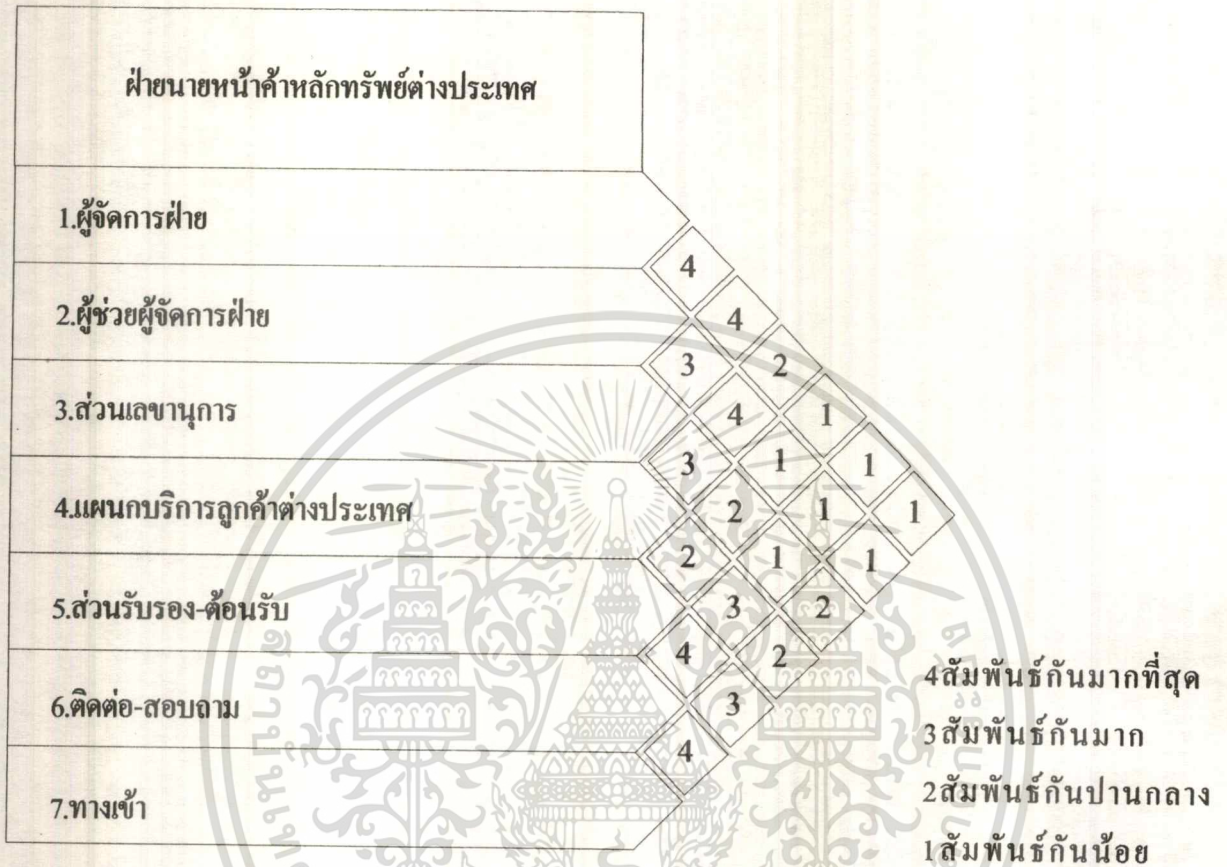 ฝ่ายนายหน้าค้าหลักทรัพย์ต่างประเทศ
1.ผู้จัดการฝ่าย
4
2.ผู้ช่วยผู้จัดการฝ่าย
4
3 2
3.ส่วนเลขานุการ
4 1
3 1 1
4.แผนกบริการลูกค้าต่างประเทศ
2 1 1
2 1 1
5.ส่วนรับรอง-ต้อนรับ
3 2
4 2
6.ติดต่อ-สอบถาม
3
4
7.ทางเข้า
4สัมพันธ์กันมากที่สุด
3สัมพันธ์กันมาก
2สัมพันธ์กันปานกลาง
1สัมพันธ์กันน้อย